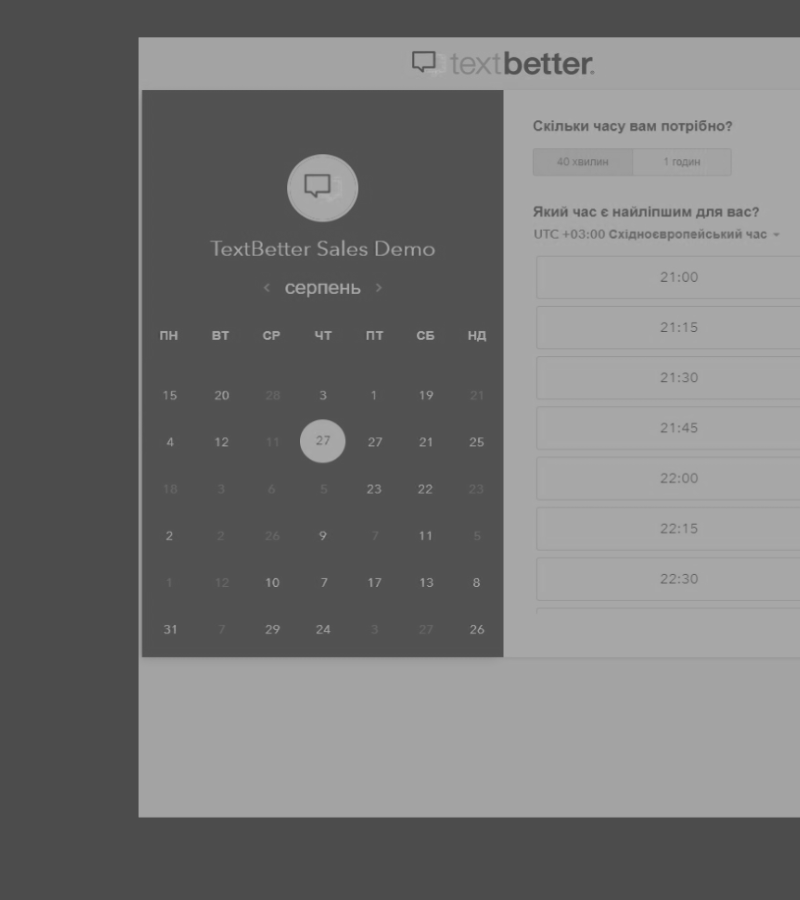 textbetter.
TextBetter Sales Demo
‹ серпень ›
ПН ВТ СР ЧТ ПТ СБ НД
15 20 28 3 1 19 21
4 12 11 27 27 21 25
18 3 6 5 23 22 23
2 2 26 9 7 11 5
1 12 10 7 17 13 8
31 7 29 24 3 27 26
Скільки часу вам потрібно?
40 хвилин 1 годин
Який час є найліпшим для вас?
UTC +03:00 Східноєвропейський час
21:00
21:15
21:30
21:45
22:00
22:15
22:30